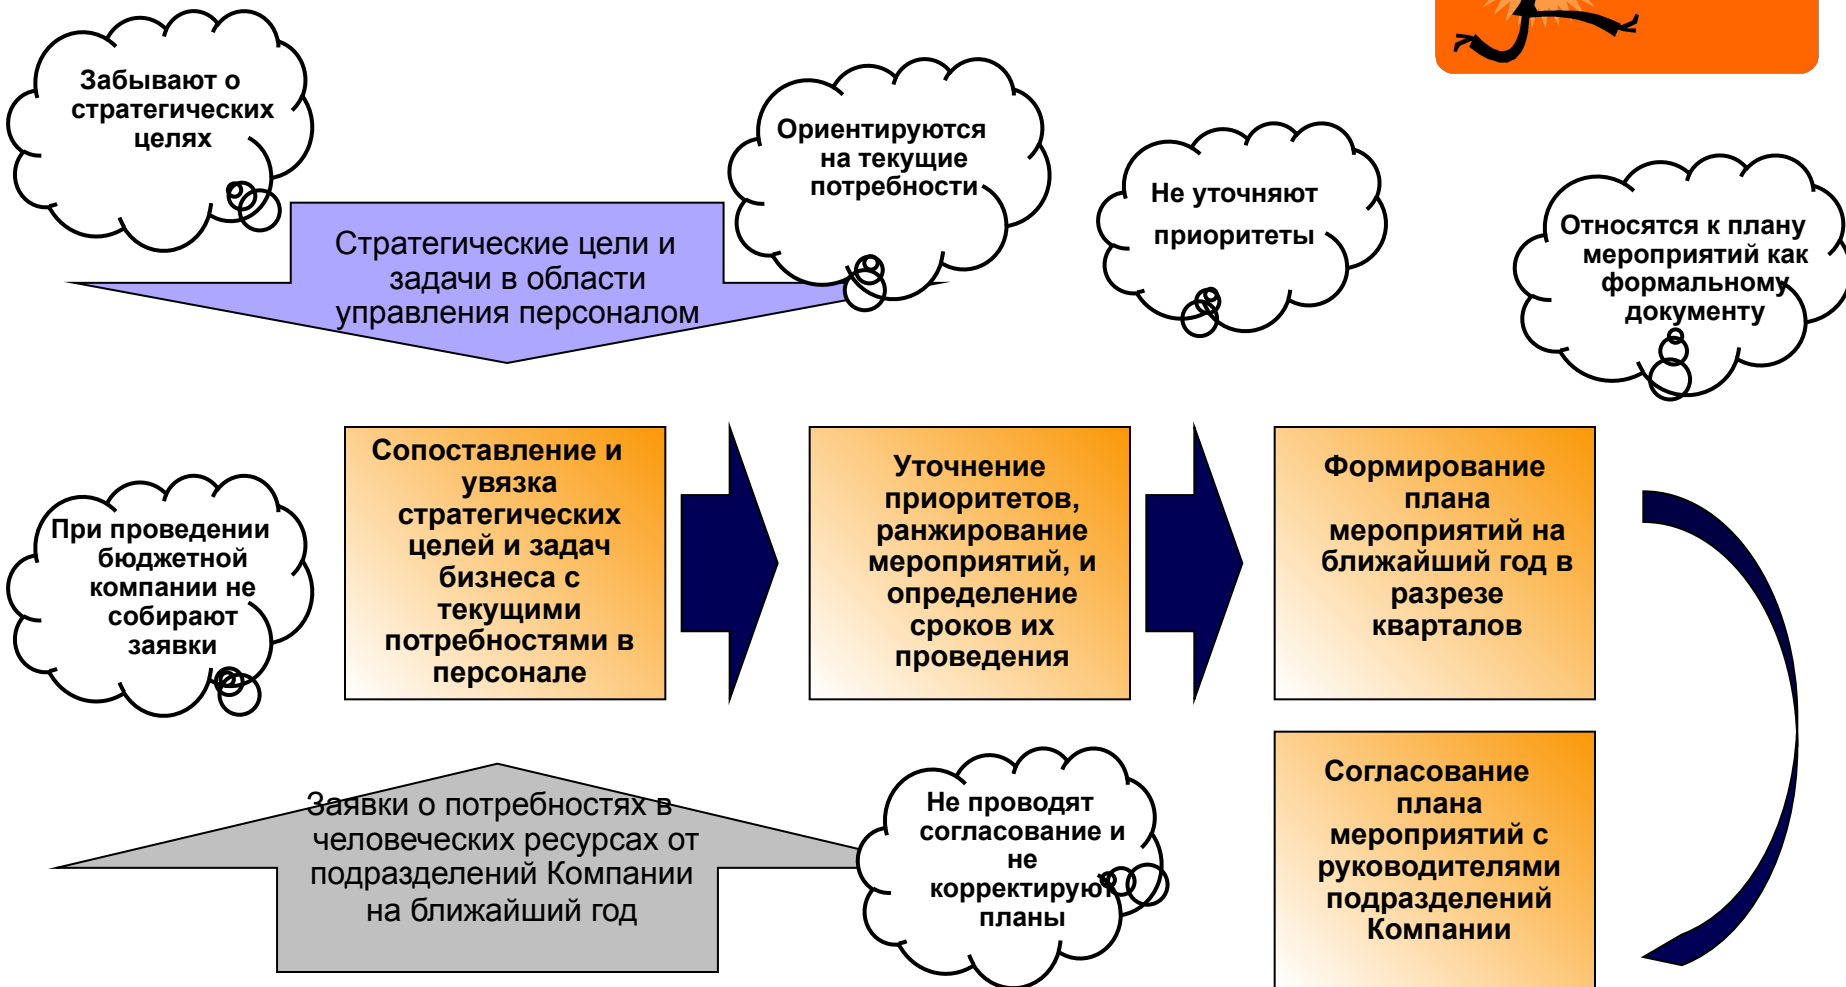 Забывают о
стратегических
целях
Ориентируются
на текущие
потребности
Не уточняют
приоритеты
Относятся к плану
мероприятий как
формальному
документу
Стратегические цели и
задачи в области
управления персоналом
При проведении
бюджетной
компании не
собирают
заявки
Сопоставление и
увязка
стратегических
целей и задач
бизнеса с
текущими
потребностями в
персонале
Уточнение
приоритетов,
ранжирование
мероприятий, и
определение
сроков их
проведения
Формирование
плана
мероприятий на
ближайший год в
разрезе
кварталов
Заявки о потребностях в
человеческих ресурсах от
подразделений Компании
на ближайший год
Не проводят
согласование и
не
корректируют
планы
Согласование
плана
мероприятий с
руководителями
подразделений
Компании